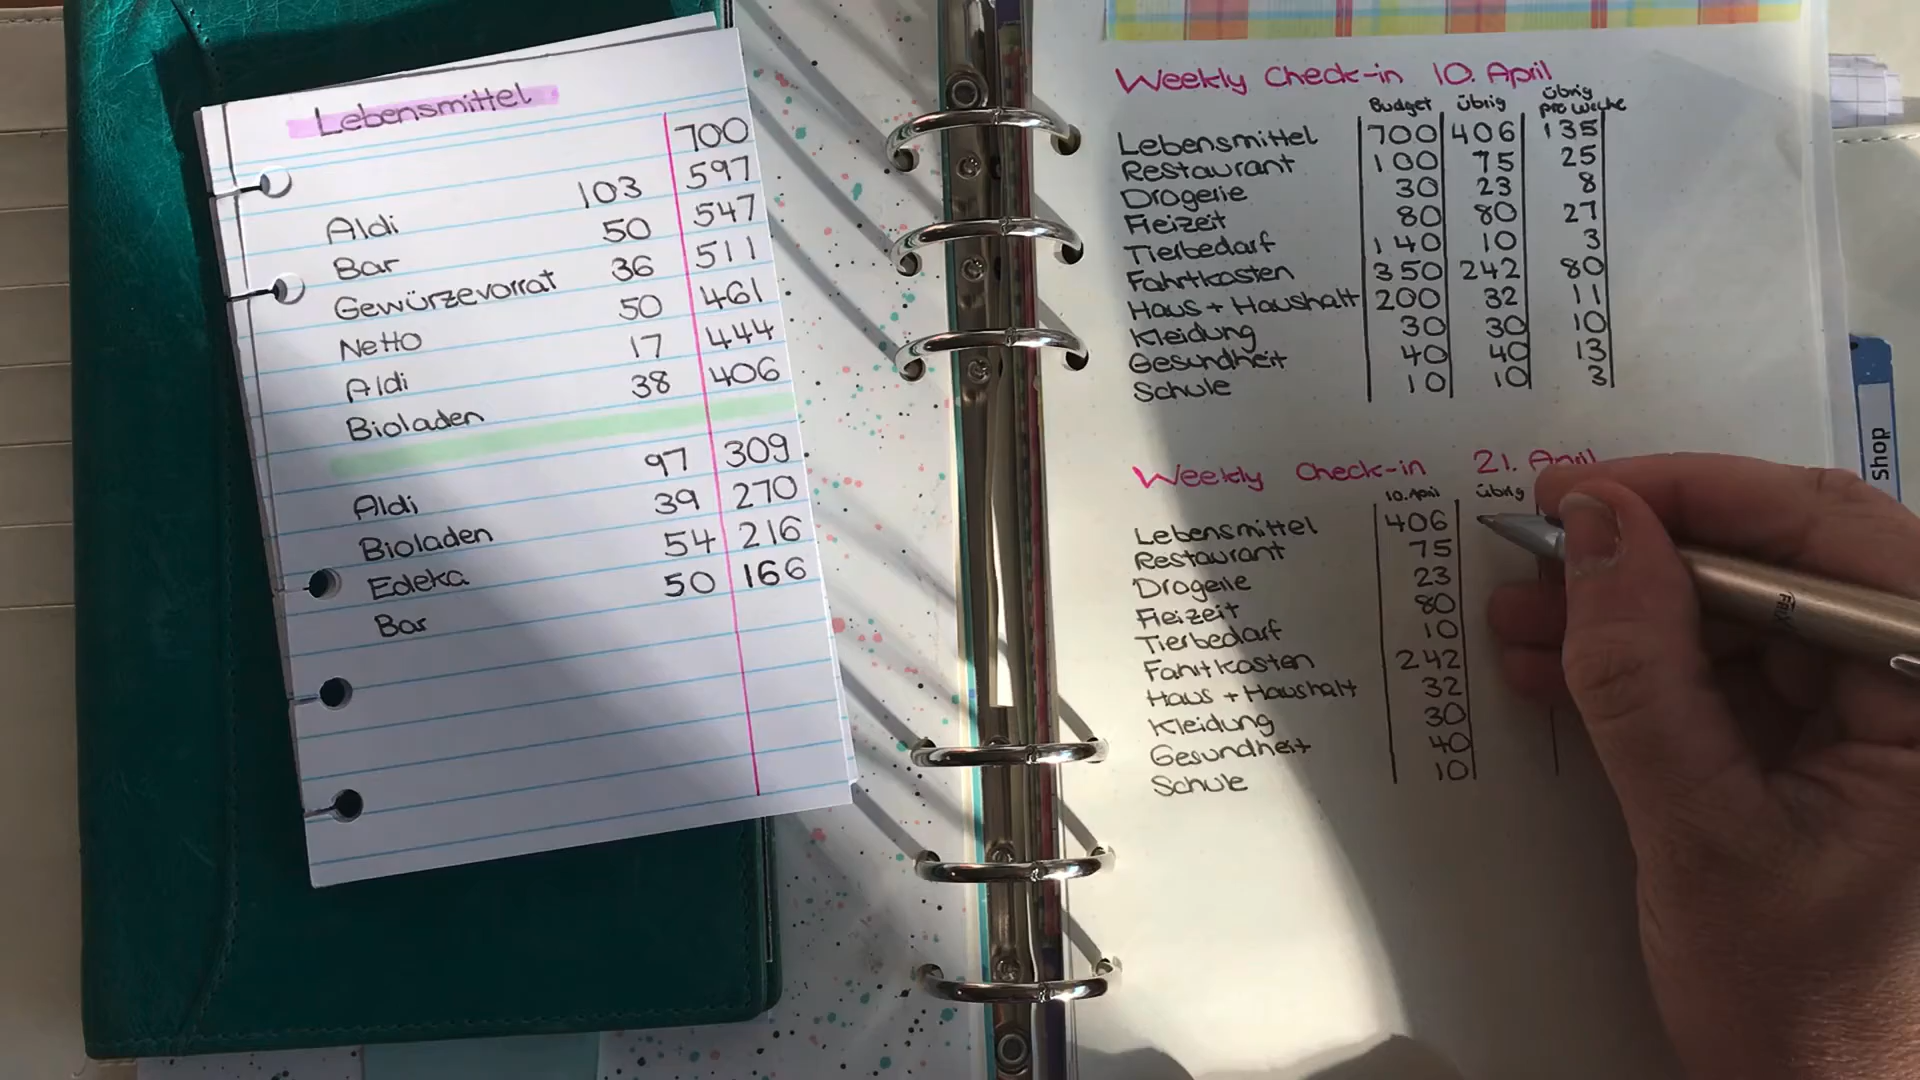 Lebensmittel
700
Aldi 103 597
Bar 50 547
Gewürzevorrat 36 511
Netto 50 461
Aldi 17 444
Bioladen 38 406
Aldi 97 309
Bioladen 39 270
Edeka 54 216
Bar 50 166
Weekly Check-in 10. April
Budget übrig übrig pro Woche
Lebensmittel 700 406 135
Restaurant 100 75 25
Drogerie 30 23 8
Freizeit 80 80 27
Tierbedarf 140 10 3
Fahrtkosten 350 242 80
Haus + Haushalt 200 32 11
Kleidung 30 30 10
Gesundheit 40 40 13
Schule 10 10 3
Weekly Check-in 21. April
10. April übrig
Lebensmittel 406
Restaurant 75
Drogerie 23
Freizeit 80
Tierbedarf 10
Fahrtkosten 242
Haus + Haushalt 32
Kleidung 30
Gesundheit 40
Schule 10
Shop